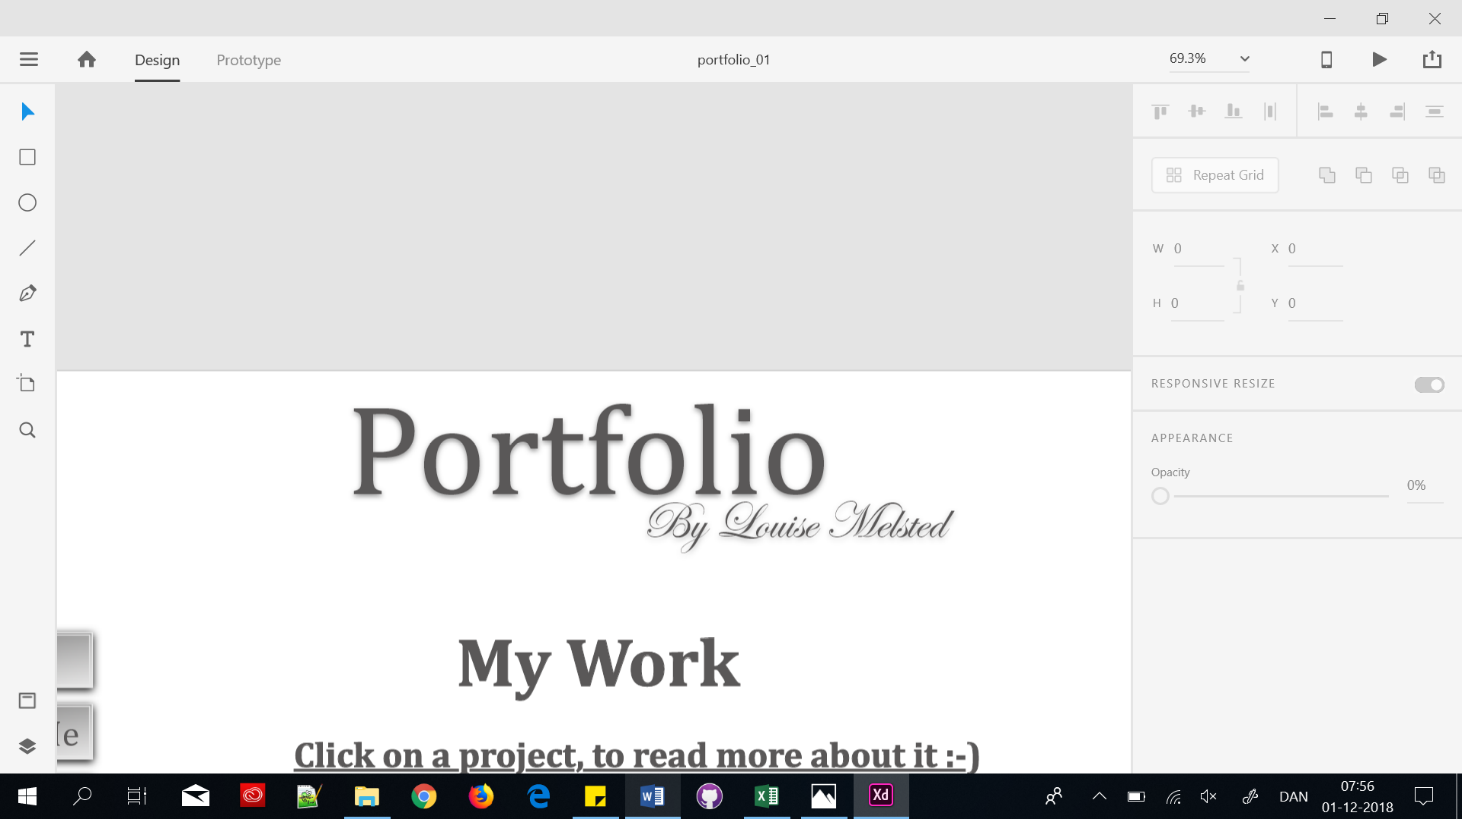 Design Prototype portfolio_01 69.3%
Repeat Grid
W 0 X 0
H 0 Y 0
RESPONSIVE RESIZE
APPEARANCE
Opacity
0%
Portfolio
By Louise Melsted
My Work
Click on a project, to read more about it :-)
Xd
DAN
07:56
01-12-2018